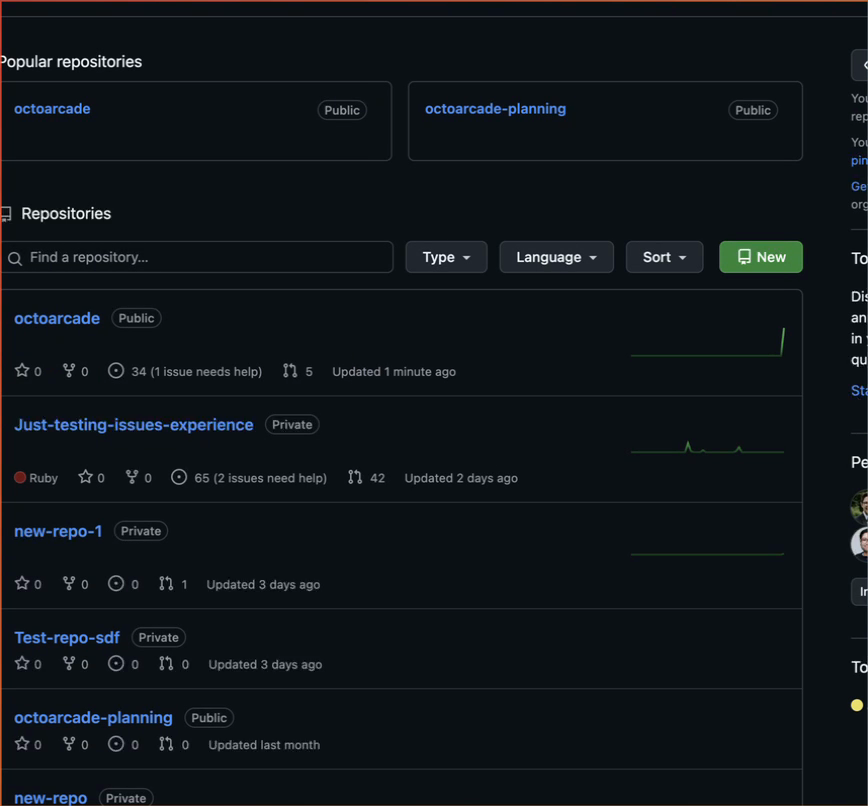 Popular repositories
octoarcade Public octoarcade-planning Public
Repositories
Find a repository... Type Language Sort New
octoarcade Public
0 0 34 (1 issue needs help) 5 Updated 1 minute ago
Just-testing-issues-experience Private
Ruby 0 0 65 (2 issues need help) 42 Updated 2 days ago
new-repo-1 Private
0 0 0 1 Updated 3 days ago
Test-repo-sdf Private
0 0 0 0 Updated 3 days ago
octoarcade-planning Public
0 0 0 0 Updated last month
new-repo Private
You
rep
You
pin
Ge
org
To
Dis
an
in
qu
Sta
Pe
In
To